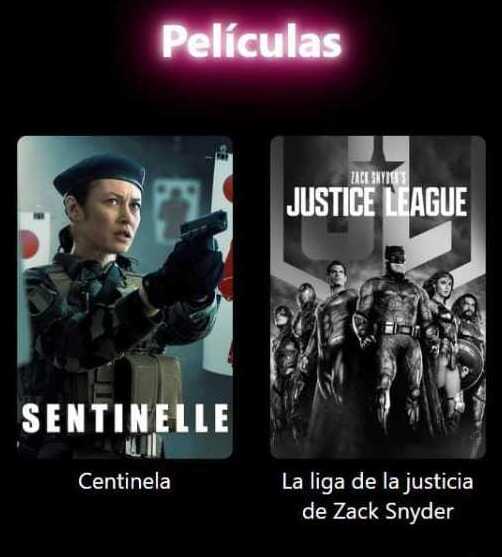 Películas
SENTINELLE
ZACK SNYDER'S
JUSTICE LEAGUE
Centinela
La liga de la justicia
de Zack Snyder